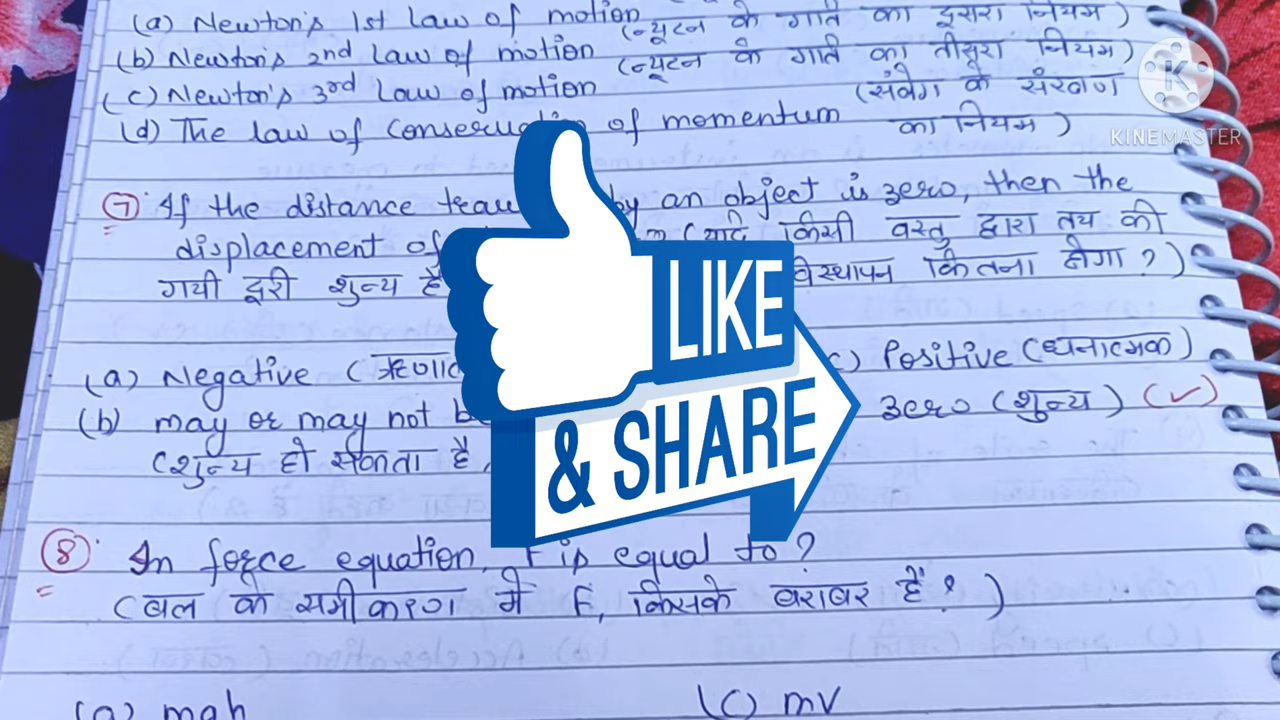 (a) Newton's 1st law of motion
(न्यूटन के गति का दूसरा नियम)
(b) Newton's 2nd law of motion (न्यूटन के गति का तीसरा नियम)
(c) Newton's 3rd law of motion (संवेग के संरक्षण
(d) The law of conservation of momentum का नियम)
KINEMASTER
⑦ If the distance by an object is zero, then the
displacement of (यदि किसी वस्तु द्वारा तय की
गयी दूरी शुन्य है विस्थापन कितना होगा ?)
(a) Negative Positive (धनात्मक)
(b) may or may not zero (शुन्य) (✓)
(शुन्य हो सकता है,
LIKE
& SHARE
⑧ In force equation, F is equal to ?
(बल के समीकरण में F, किसके बराबर है ? )
(a) mgh (c) mv